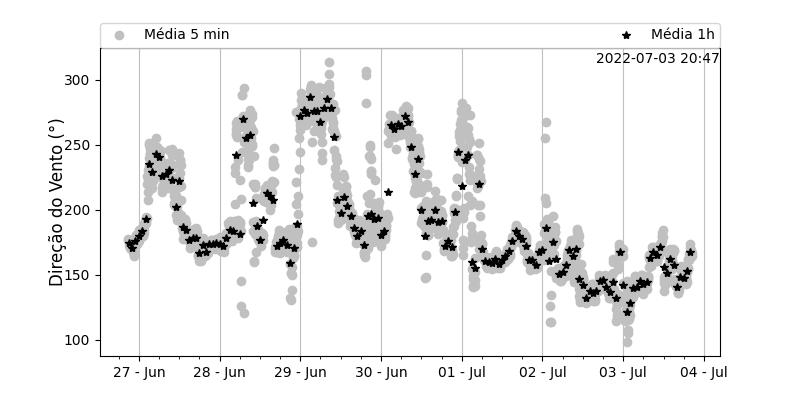 Média 5 min
Média 1h
2022-07-03 20:47
Direção do Vento (°)
300
250
200
150
100
27 - Jun
28 - Jun
29 - Jun
30 - Jun
01 - Jul
02 - Jul
03 - Jul
04 - Jul